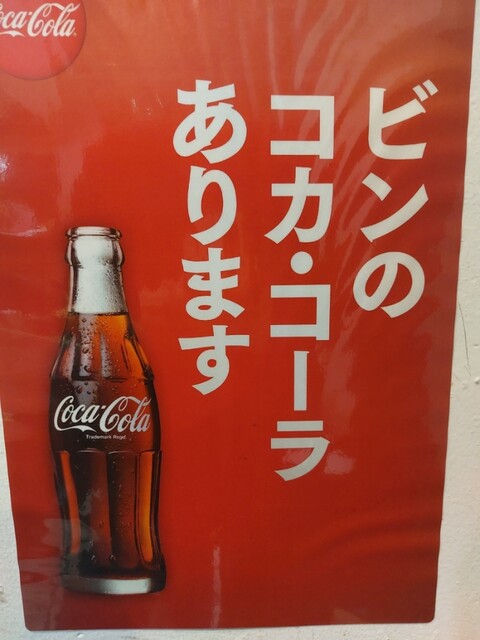 Coca-Cola
ビンの
コカ・コーラ
あります
Coca-Cola
Trademark Regd